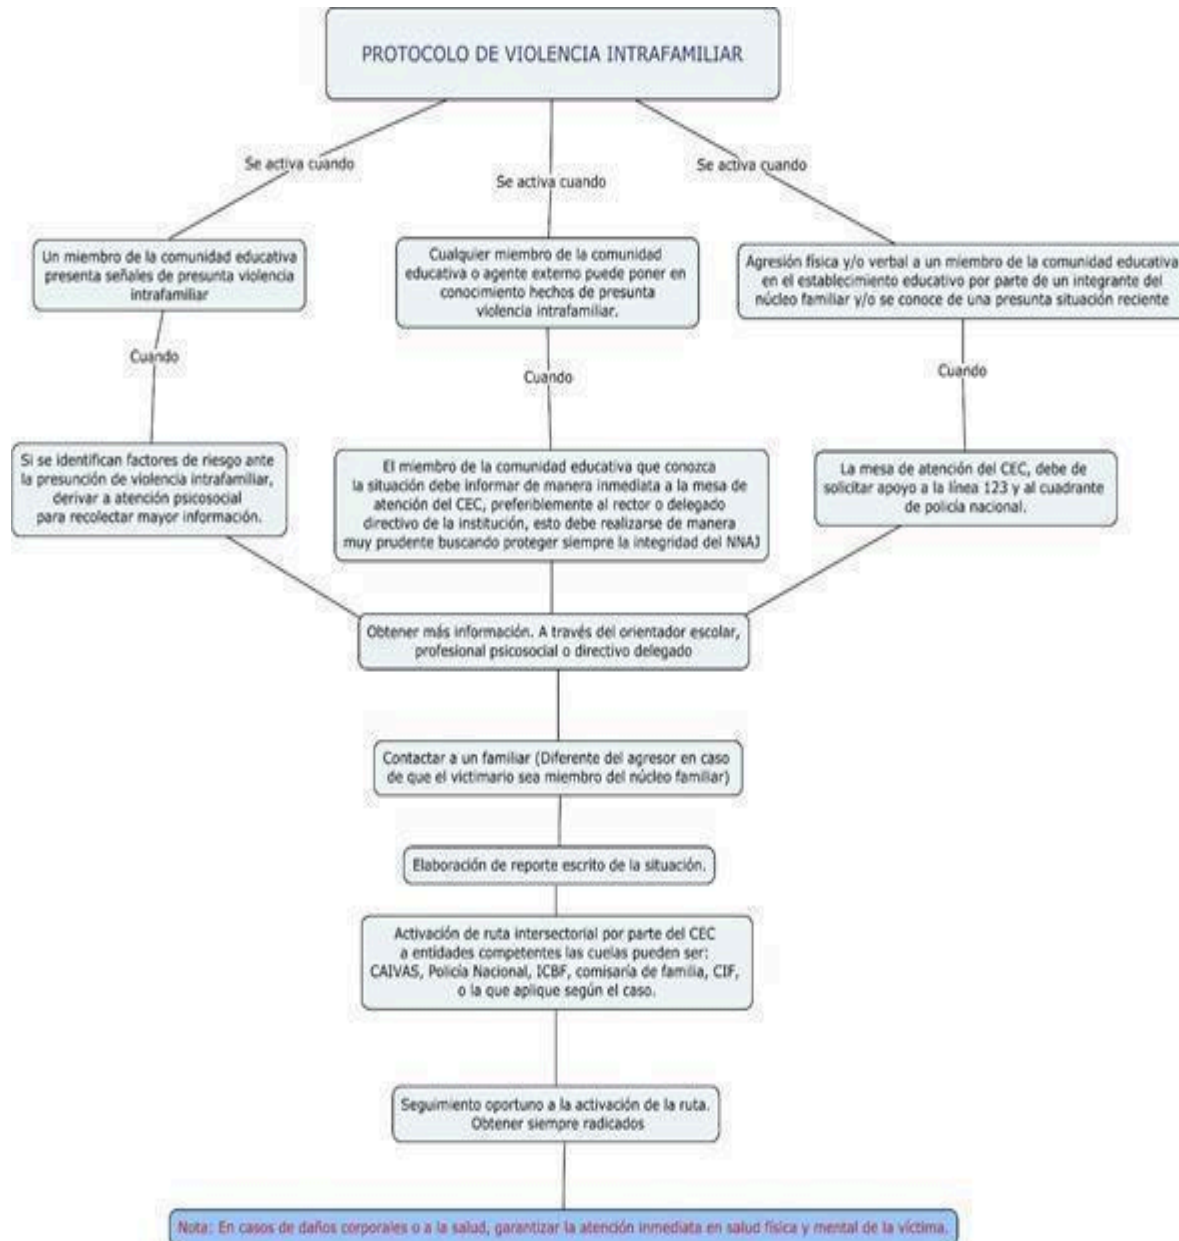 PROTOCOLO DE VIOLENCIA INTRAFAMILIAR
Se activa cuando
Se activa cuando
Se activa cuando
Un miembro de la comunidad educativa
presenta señales de presunta violencia
intrafamiliar
Cualquier miembro de la comunidad
educativa o agente externo puede poner en
conocimiento hechos de presunta
violencia intrafamiliar.
Agresión física y/o verbal a un miembro de la comunidad educativa
en el establecimiento educativo por parte de un integrante del
núcleo familiar y/o se conoce de una presunta situación reciente
Cuando
Cuando
Cuando
Si se identifican factores de riesgo ante
la presunción de violencia intrafamiliar,
derivar a atención psicosocial
para recolectar mayor información.
El miembro de la comunidad educativa que conozca
la situación debe informar de manera inmediata a la mesa de
atención del CEC, preferiblemente al rector o delegado
directivo de la institución, esto debe realizarse de manera
muy prudente buscando proteger siempre la integridad del NNAJ
La mesa de atención del CEC, debe de
solicitar apoyo a la línea 123 y al cuadrante
de policía nacional.
Obtener más información. A través del orientador escolar,
profesional psicosocial o directivo delegado
Contactar a un familiar (Diferente del agresor en caso
de que el victimario sea miembro del núcleo familiar)
Elaboración de reporte escrito de la situación.
Activación de ruta intersectorial por parte del CEC
a entidades competentes las cuelas pueden ser:
CAIVAS, Policía Nacional, ICBF, comisaría de familia, CIF,
o la que aplique según el caso.
Seguimiento oportuno a la activación de la ruta.
Obtener siempre radicados
Nota: En casos de daños corporales o a la salud, garantizar la atención inmediata en salud física y mental de la víctima.